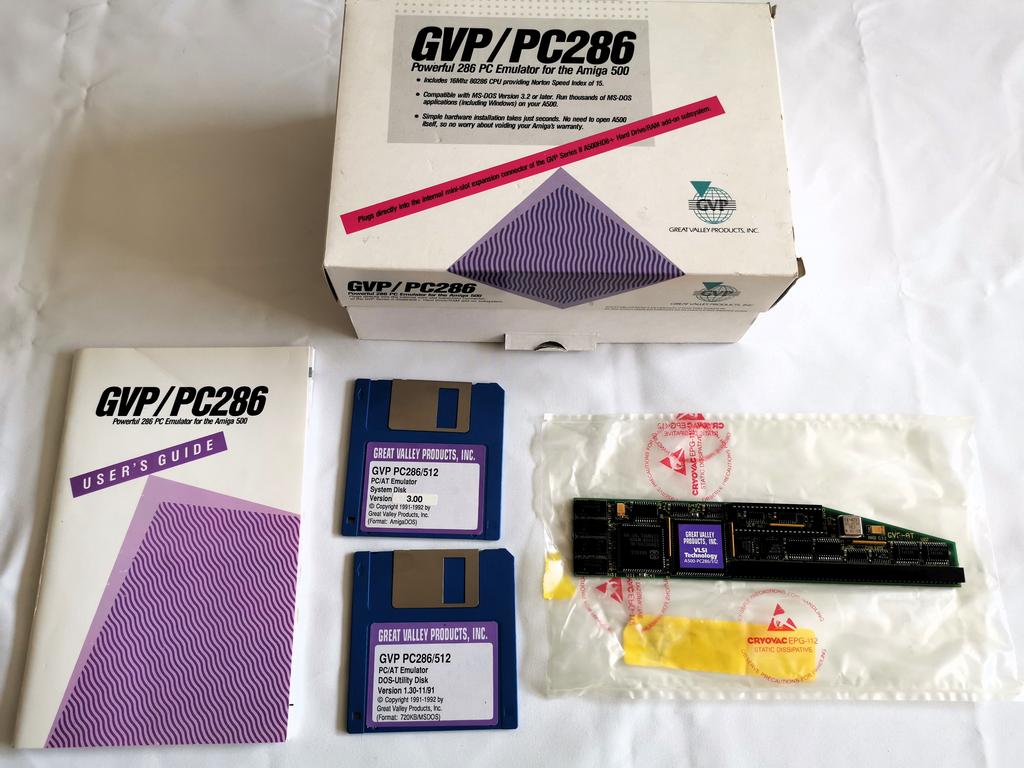 GVP/PC286
Powerful 286 PC Emulator for the Amiga 500
• Includes 16Mhz 80286 CPU providing Norton Speed Index of 15.
• Compatible with MS-DOS Version 3.2 or later. Run thousands of MS-DOS
applications (including Windows) on your A500.
• Simple hardware installation takes just seconds. No need to open A500
itself, so no worry about voiding your Amiga's warranty.
Plugs directly into the internal mini-slot expansion connector of the GVP Series II A500HD8+ Hard Drive/RAM add-on subsystem.
GVP
GREAT VALLEY PRODUCTS, INC.
GVP/PC286
Powerful 286 PC Emulator for the Amiga 500
GVP
GREAT VALLEY PRODUCTS, INC.
GVP/PC286
Powerful 286 PC Emulator for the Amiga 500
USER'S GUIDE
GREAT VALLEY PRODUCTS, INC.
GVP PC286/512
PC/AT Emulator
System Disk
Version 3.00
© Copyright 1991-1992 by
Great Valley Products, Inc.
(Format: AmigaDOS)
GREAT VALLEY PRODUCTS, INC.
GVP PC286/512
PC/AT Emulator
DOS-Utility Disk
Version 1.30-11/91
© Copyright 1991-1992 by
Great Valley Products, Inc.
(Format: 720KB/MSDOS)
CRYOVAC EPG-112
STATIC DISSIPATIVE
GREAT VALLEY
PRODUCTS, INC.
VLSI
Technology
A500-PC286/512
GVP-AT
CRYOVAC EPG-112
STATIC DISSIPATIVE
OBSERVE PRECAUTIONS FOR HANDLING